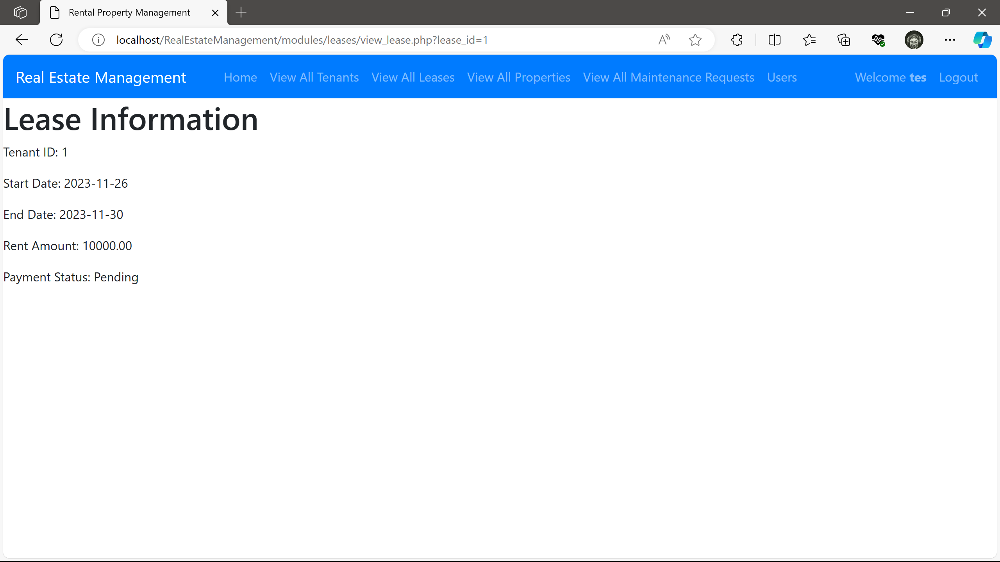 Rental Property Management
localhost/RealEstateManagement/modules/leases/view_lease.php?lease_id=1
Real Estate Management Home View All Tenants View All Leases View All Properties View All Maintenance Requests Users Welcome tes Logout
Lease Information
Tenant ID: 1
Start Date: 2023-11-26
End Date: 2023-11-30
Rent Amount: 10000.00
Payment Status: Pending